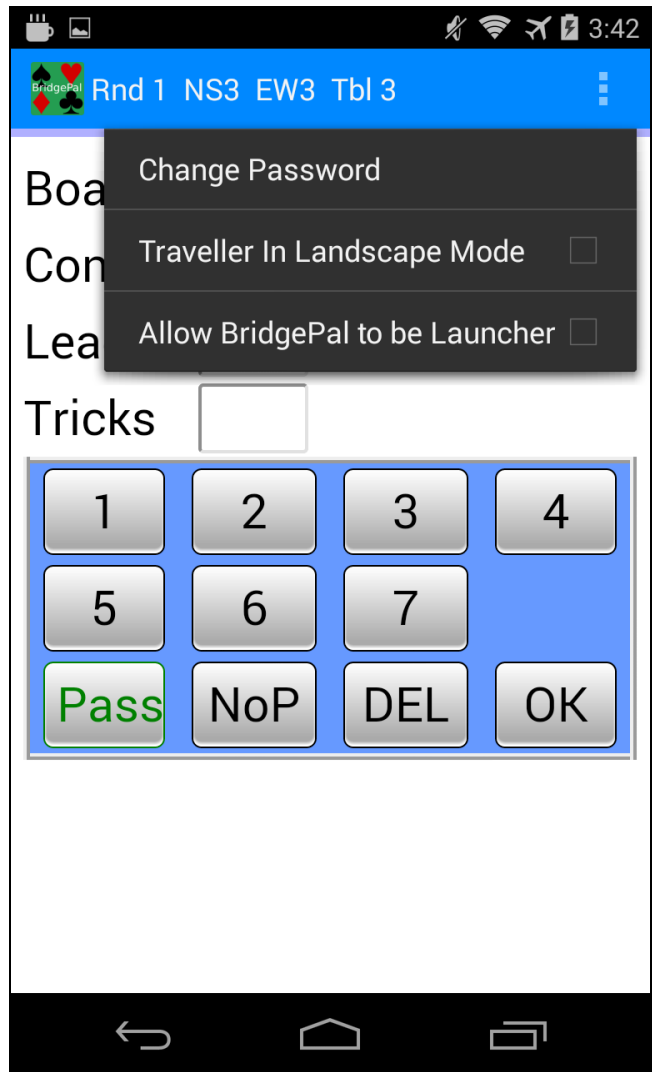 3:42
BridgePal Rnd 1 NS3 EW3 Tbl 3
Change Password
Boa
Traveller In Landscape Mode
Con
Allow BridgePal to be Launcher
Lea
Tricks
1 2 3 4
5 6 7
Pass NoP DEL OK